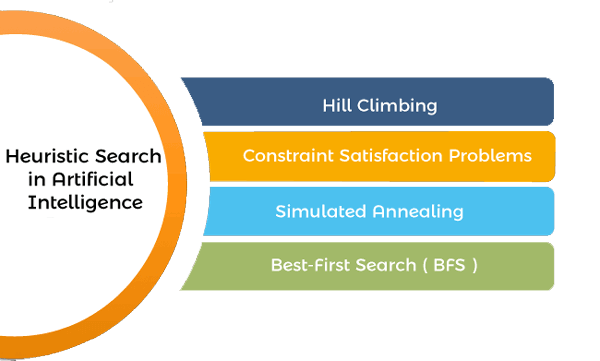 Heuristic Search
in Artificial
Intelligence
Hill Climbing
Constraint Satisfaction Problems
Simulated Annealing
Best-First Search ( BFS )